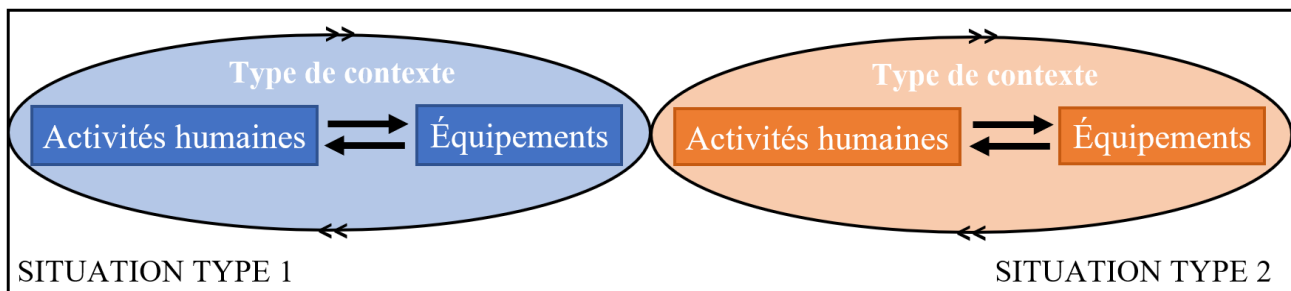 Type de contexte
Activités humaines
Équipements
SITUATION TYPE 1
Type de contexte
Activités humaines
Équipements
SITUATION TYPE 2